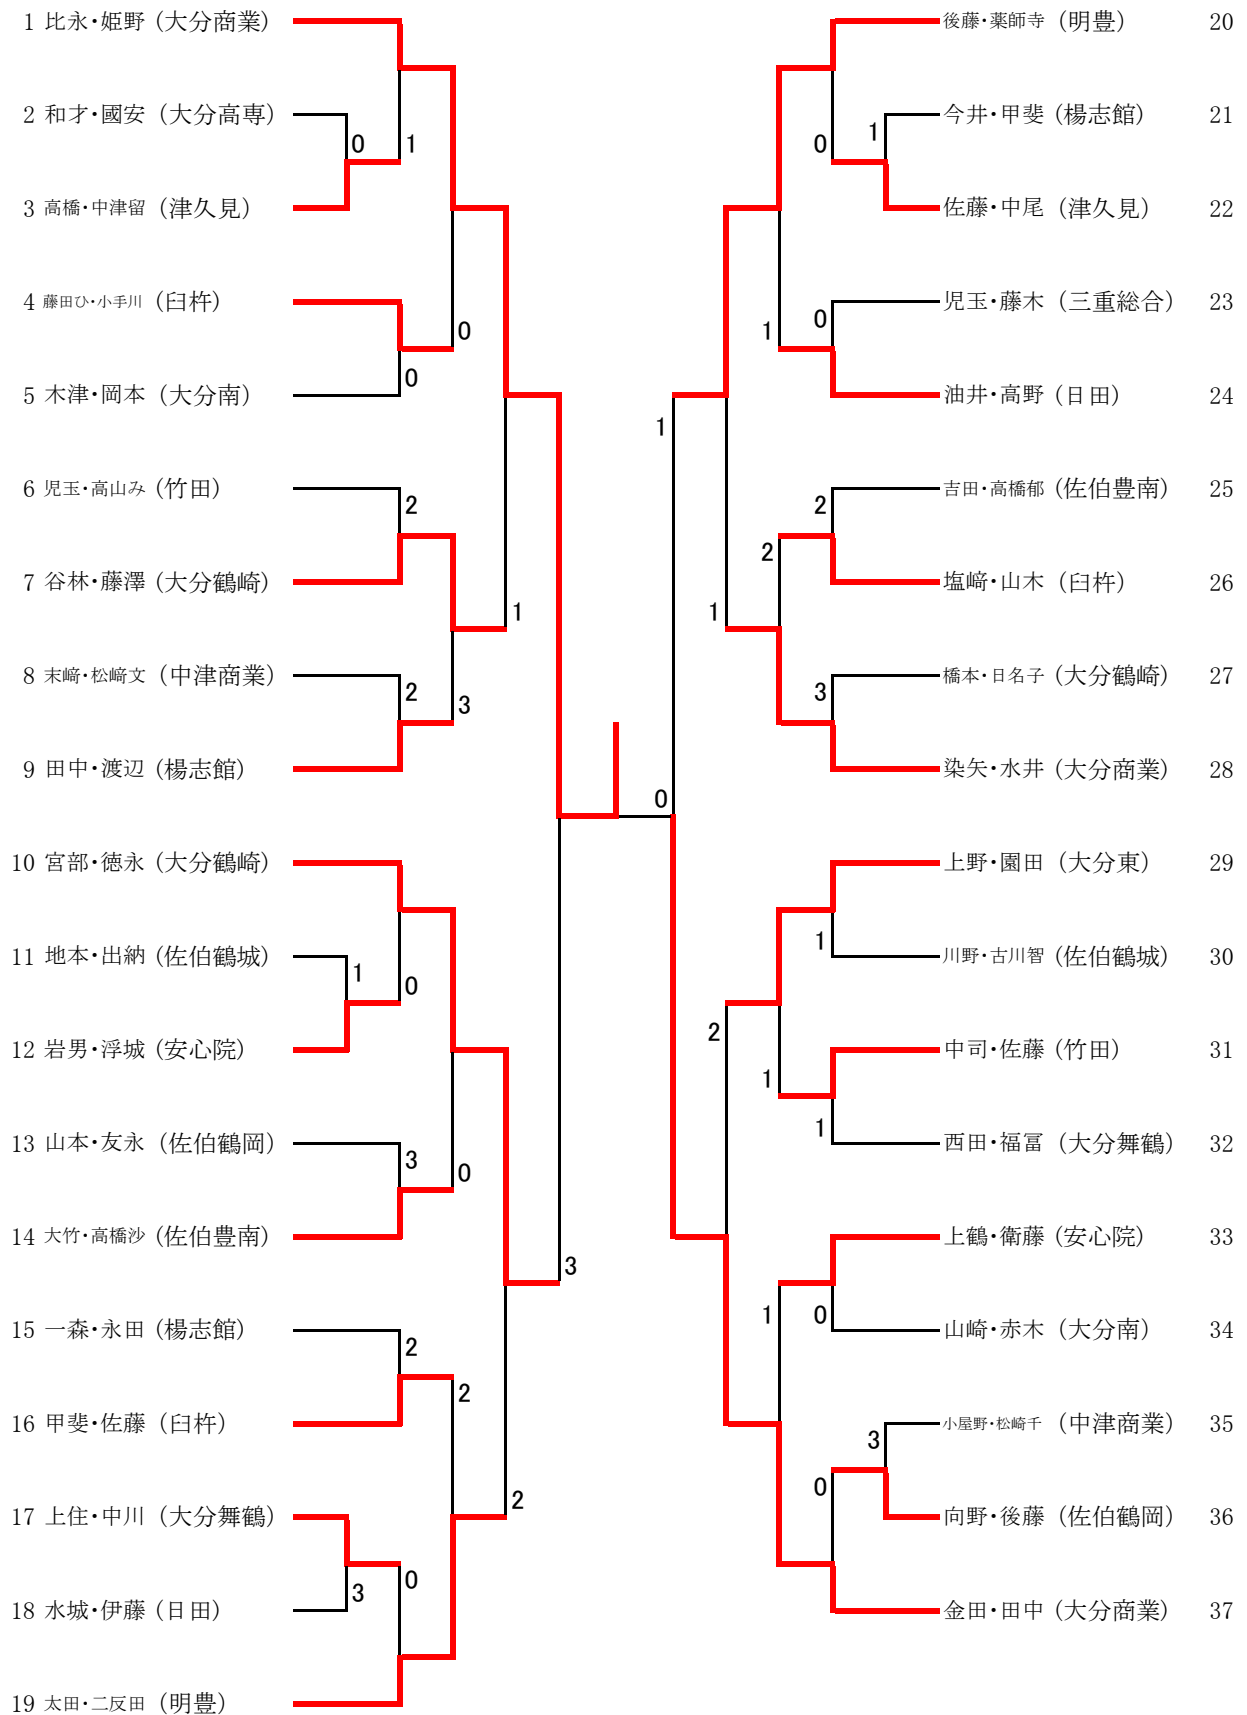 1 比永・姫野 (大分商業)
2 和才・國安 (大分高専)
0
1
3 高橋・中津留 (津久見)
4 藤田ひ・小手川 (臼杵)
0
0
5 木津・岡本 (大分南)
6 児玉・高山み (竹田)
2
7 谷林・藤澤 (大分鶴崎)
1
8 末﨑・松﨑文 (中津商業)
2
3
9 田中・渡辺 (楊志館)
10 宮部・徳永 (大分鶴崎)
11 地本・出納 (佐伯鶴城)
1
0
12 岩男・浮城 (安心院)
13 山本・友永 (佐伯鶴岡)
3
0
14 大竹・高橋沙 (佐伯豊南)
3
15 一森・永田 (楊志館)
2
2
16 甲斐・佐藤 (臼杵)
2
17 上住・中川 (大分舞鶴)
0
3
18 水城・伊藤 (日田)
19 太田・二反田 (明豊)
0
後藤・薬師寺 (明豊) 20
今井・甲斐 (楊志館) 21
0
1
佐藤・中尾 (津久見) 22
児玉・藤木 (三重総合) 23
1
0
油井・高野 (日田) 24
1
吉田・高橋郁 (佐伯豊南) 25
2
2
塩﨑・山木 (臼杵) 26
1
橋本・日名子 (大分鶴崎) 27
3
染矢・水井 (大分商業) 28
上野・園田 (大分東) 29
1
川野・古川智 (佐伯鶴城) 30
2
中司・佐藤 (竹田) 31
1
1
西田・福冨 (大分舞鶴) 32
上鶴・衛藤 (安心院) 33
1
0
山崎・赤木 (大分南) 34
小屋野・松崎千 (中津商業) 35
3
0
向野・後藤 (佐伯鶴岡) 36
金田・田中 (大分商業) 37